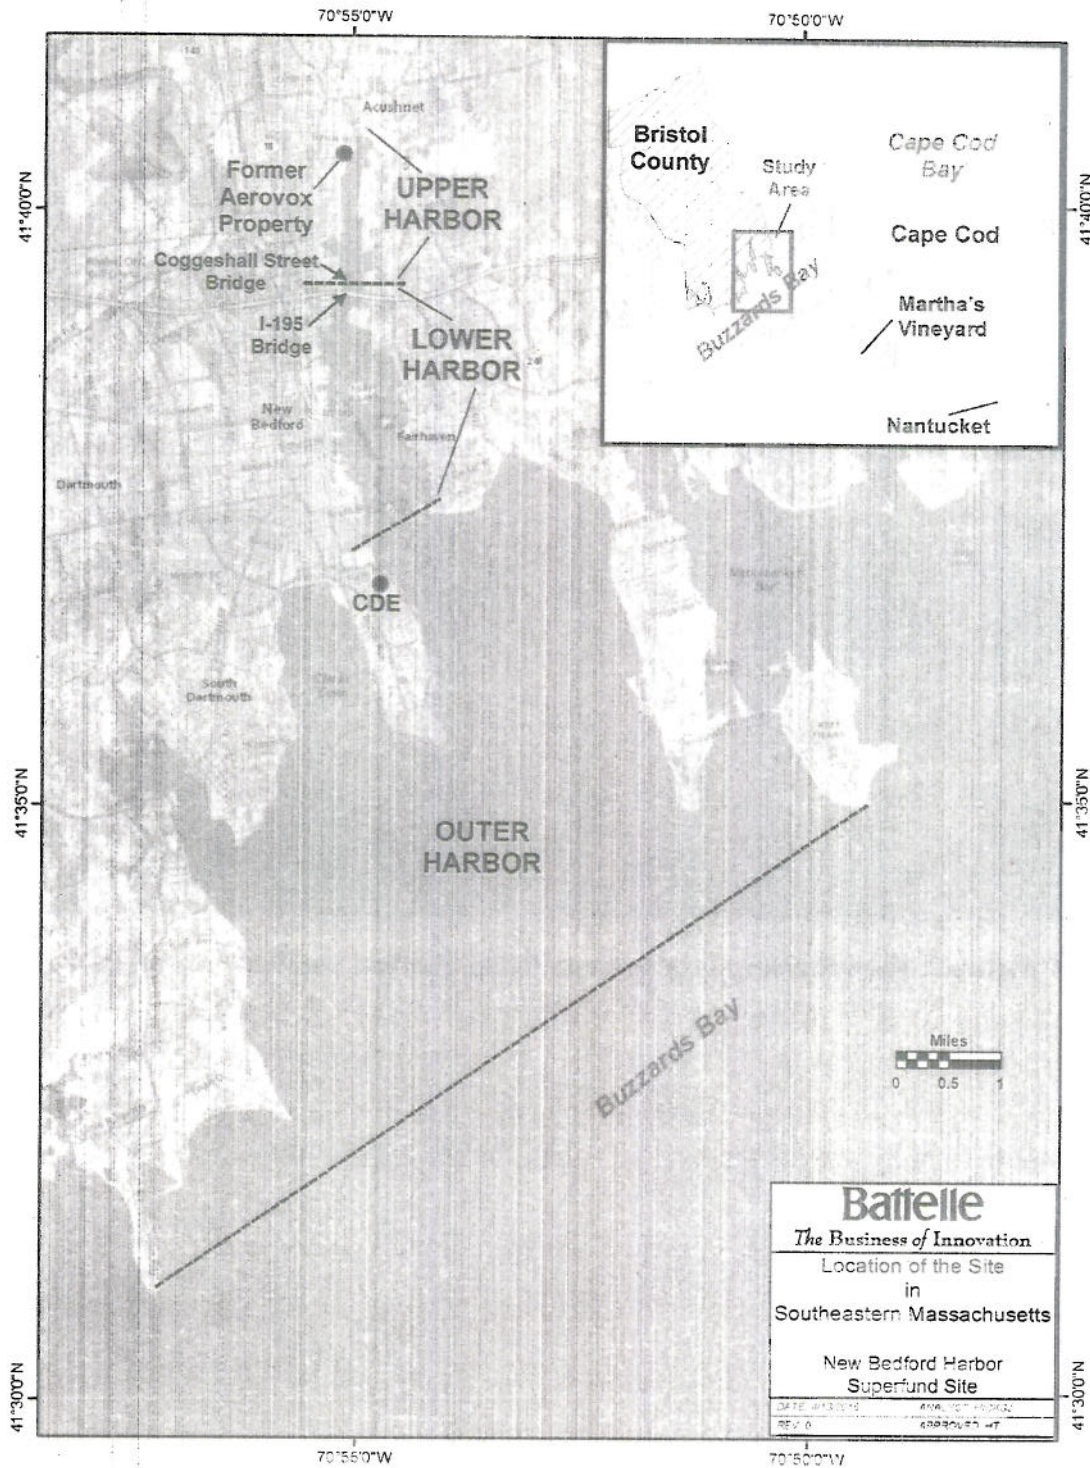 70°55'0"W
70°50'0"W
Acushnet
Former
Aerovox
Property
UPPER
HARBOR
41°40'0"N
41°40'0"N
Coggeshall Street
Bridge
I-195
Bridge
LOWER
HARBOR
New
Bedford
Fairhaven
Dartmouth
CDE
South
Dartmouth
Bristol
County
Cape Cod
Bay
Study
Area
Cape Cod
Buzzards Bay
Martha's
Vineyard
Nantucket
41°35'0"N
41°35'0"N
OUTER
HARBOR
Buzzards Bay
Miles
0 0.5 1
Battelle
The Business of Innovation
Location of the Site
in
Southeastern Massachusetts
New Bedford Harbor
Superfund Site
DATE
REV 0
APPROVED
41°30'0"N
41°30'0"N
70°55'0"W
70°50'0"W